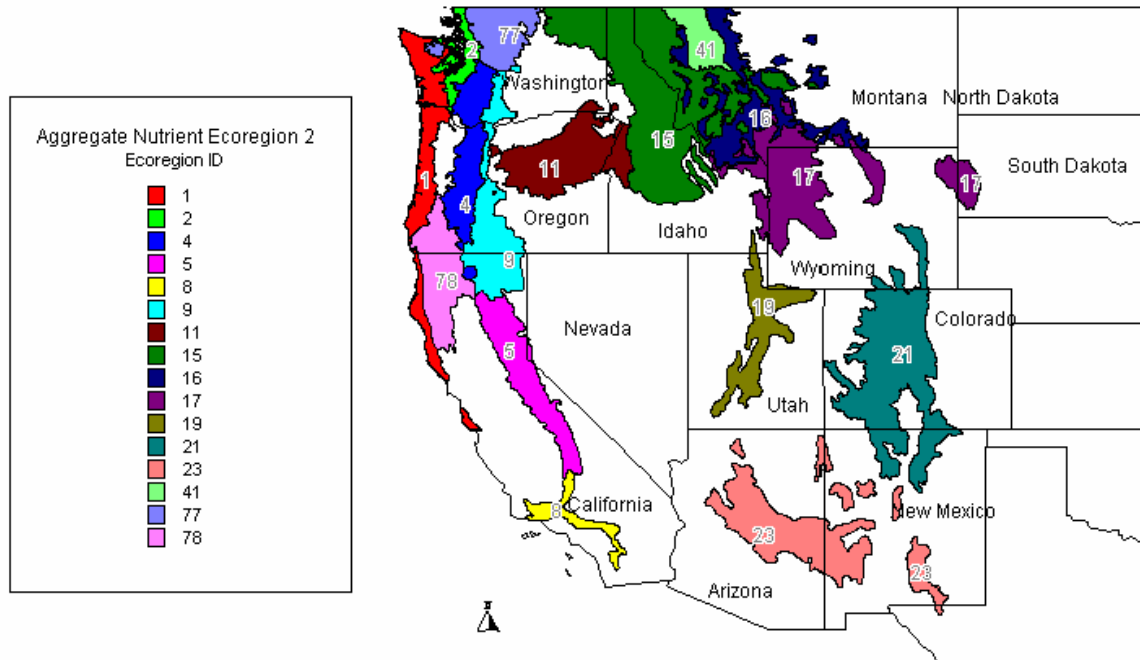 Aggregate Nutrient Ecoregion 2
Ecoregion ID
1
2
4
5
8
9
11
15
16
17
19
21
23
41
77
78
77
2
41
Washington
Montana
North Dakota
16
15
11
17
17
South Dakota
1
4
Oregon
Idaho
9
Wyoming
78
19
Nevada
Colorado
5
21
Utah
8
California
New Mexico
23
23
Arizona